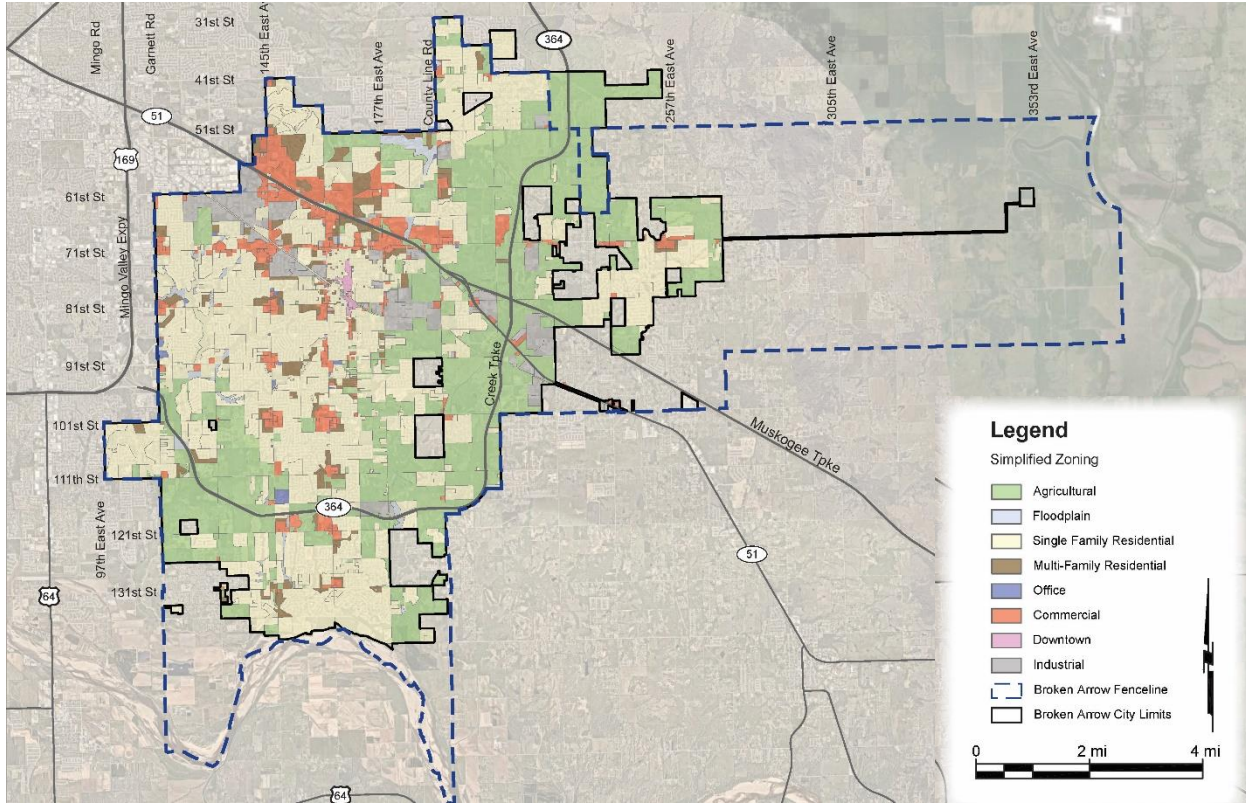 Mingo Rd
Garnett Rd
145th East Ave
177th East Ave
County Line Rd
257th East Ave
305th East Ave
353rd East Ave
31st St
41st St
51st St
61st St
71st St
81st St
91st St
101st St
111th St
121st St
131st St
97th East Ave
Mingo Valley Expy
Creek Tpke
Muskogee Tpke
364
51
169
364
51
64
64
Legend
Simplified Zoning
Agricultural
Floodplain
Single Family Residential
Multi-Family Residential
Office
Commercial
Downtown
Industrial
Broken Arrow Fenceline
Broken Arrow City Limits
0 2 mi 4 mi